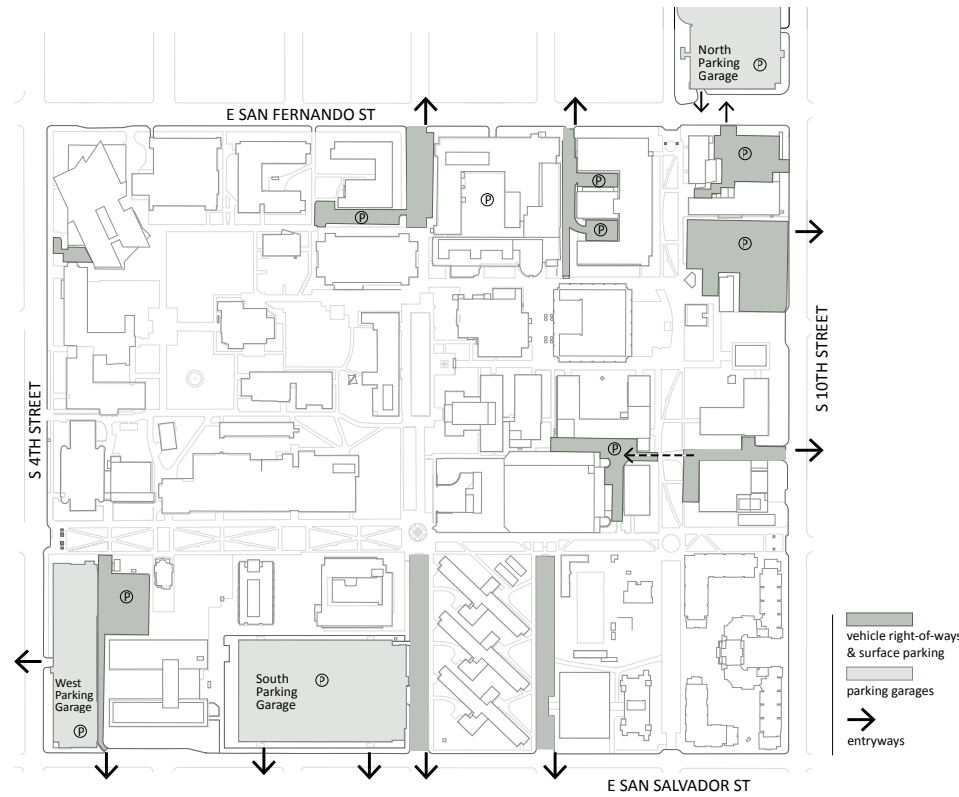 North
Parking
Garage
P
E SAN FERNANDO ST
P
P
P
P
P
P
P
S 10TH STREET
S 4TH STREET
P
P
South
Parking
Garage
P
West
Parking
Garage
P
vehicle right-of-ways
& surface parking
parking garages
entryways
E SAN SALVADOR ST